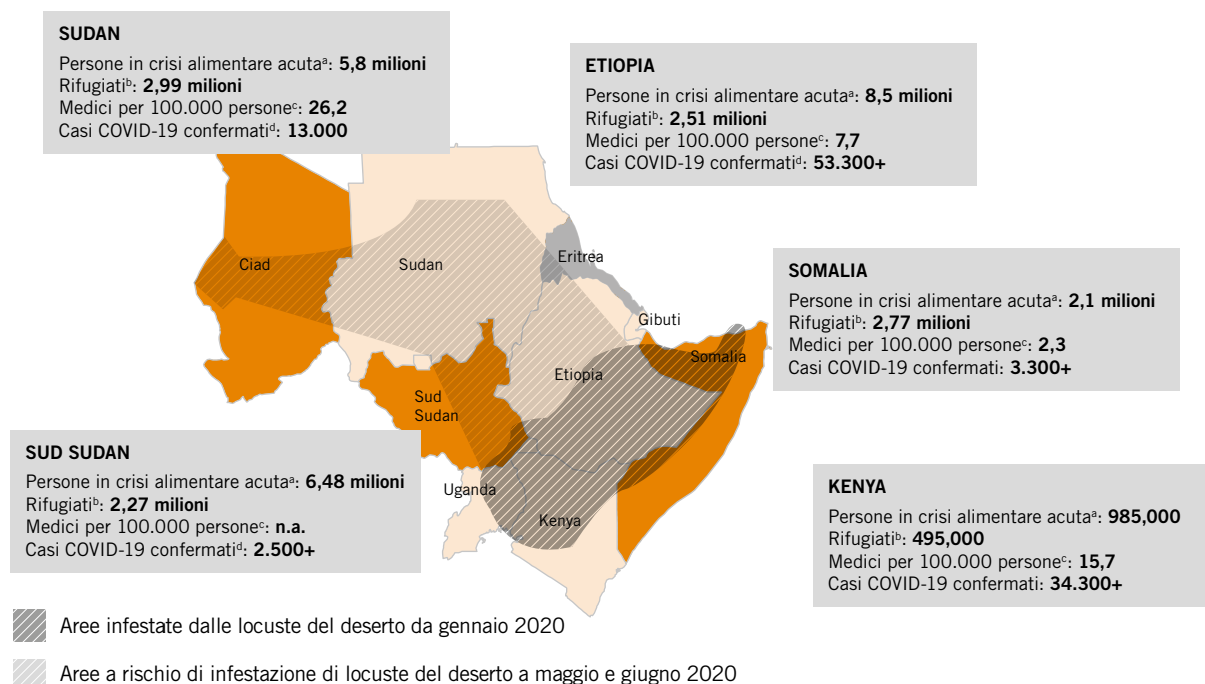 SUDAN
Persone in crisi alimentare acutaᵃ: 5,8 milioni
Rifugiatiᵇ: 2,99 milioni
Medici per 100.000 personeᶜ: 26,2
Casi COVID-19 confermatiᵈ: 13.000
ETIOPIA
Persone in crisi alimentare acutaᵃ: 8,5 milioni
Rifugiatiᵇ: 2,51 milioni
Medici per 100.000 personeᶜ: 7,7
Casi COVID-19 confermatiᵈ: 53.300+
Ciad
Sudan
Eritrea
Gibuti
SOMALIA
Persone in crisi alimentare acutaᵃ: 2,1 milioni
Rifugiatiᵇ: 2,77 milioni
Medici per 100.000 personeᶜ: 2,3
Casi COVID-19 confermati: 3.300+
Somalia
Etiopia
Sud
Sudan
SUD SUDAN
Persone in crisi alimentare acutaᵃ: 6,48 milioni
Rifugiatiᵇ: 2,27 milioni
Medici per 100.000 personeᶜ: n.a.
Casi COVID-19 confermatiᵈ: 2.500+
Uganda
Kenya
KENYA
Persone in crisi alimentare acutaᵃ: 985,000
Rifugiatiᵇ: 495,000
Medici per 100.000 personeᶜ: 15,7
Casi COVID-19 confermati: 34.300+
Aree infestate dalle locuste del deserto da gennaio 2020
Aree a rischio di infestazione di locuste del deserto a maggio e giugno 2020